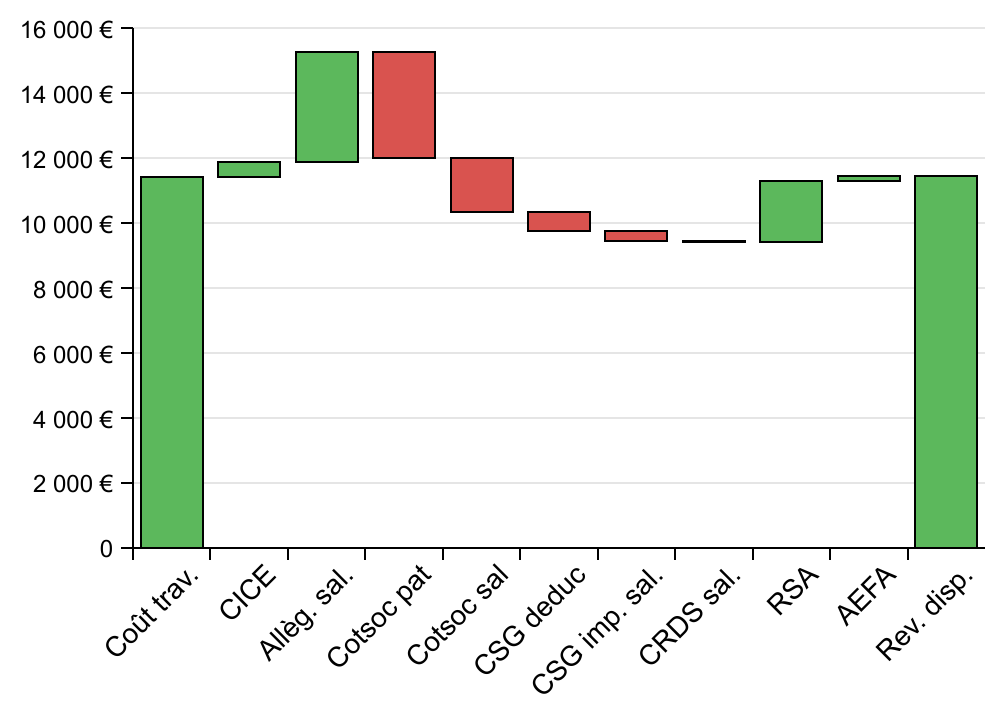 16 000 €
14 000 €
12 000 €
10 000 €
8 000 €
6 000 €
4 000 €
2 000 €
0
Coût trav.
CICE
Allèg. sal.
Cotsoc pat
Cotsoc sal
CSG deduc
CSG imp. sal.
CRDS sal.
RSA
AEFA
Rev. disp.